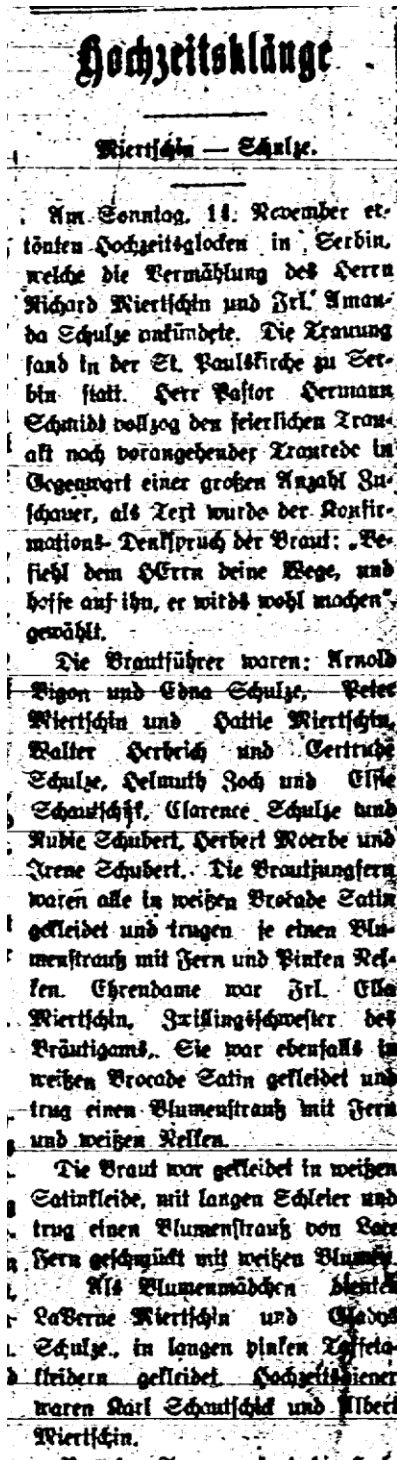 Hochzeitsklänge
Miertschin — Schulze.
Am Sonntag, 11. November er-
tönten Hochzeitsglocken in Serbin,
welche die Vermählung des Herrn
Richard Miertschin und Frl. Aman-
da Schulze ankündete. Die Trauung
fand in der St. Paulskirche zu Ser-
bin statt. Herr Pastor Hermann
Schmidt vollzog den feierlichen Trau-
akt nach vorangehender Traurede in
Gegenwart einer großen Anzahl Zu-
schauer, als Text wurde der Konfir-
mations-Denkspruch der Braut: „Be-
fiehl dem HErrn deine Wege, und
hoffe auf ihn, er wirds wohl machen“,
gewählt.
Die Brautführer waren: Arnold
Bigon und Edna Schulze, Peter
Miertschin und Hattie Miertschin,
Walter Herbrich und Gertrude
Schulze, Helmuth Zoch und Elsie
Schautschick, Clarence Schulze und
Rubie Schubert, Herbert Moerbe und
Irene Schubert. Die Brautjungfern
waren alle in weißen Brocade Satin
gekleidet und trugen je einen Blu-
menstrauß mit Fern und Pinken Nel-
ken. Ehrendame war Frl. Ella
Miertschin, Zwillingsschwester des
Bräutigams. Sie war ebenfalls in
weißen Brocade Satin gekleidet und
trug einen Blumenstrauß mit Fern
und weißen Nelken.
Die Braut war gekleidet in weißen
Satinkleide, mit langen Schleier und
trug einen Blumenstrauß von Lace
Fern geschmückt mit weißen Blumen.
Als Blumenmädchen dienten
LaVerne Miertschin und Gladys
Schulze, in langen pinken Taffeta-
kleidern gekleidet. Hochzeitsdiener
waren Karl Schautschick und Albert
Miertschin.